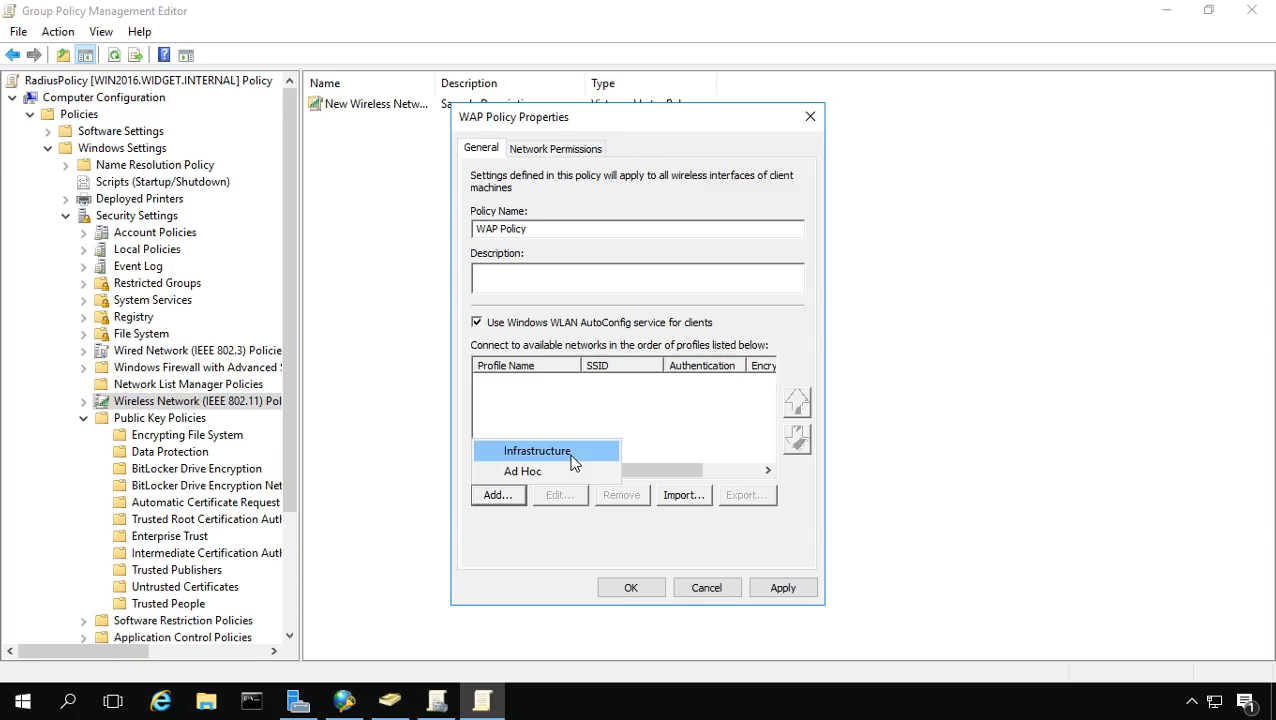 Group Policy Management Editor
File Action View Help
RadiusPolicy [WIN2016.WIDGET.INTERNAL] Policy
Computer Configuration
Policies
Software Settings
Windows Settings
Name Resolution Policy
Scripts (Startup/Shutdown)
Deployed Printers
Security Settings
Account Policies
Local Policies
Event Log
Restricted Groups
System Services
Registry
File System
Wired Network (IEEE 802.3) Policie
Windows Firewall with Advanced S
Network List Manager Policies
Wireless Network (IEEE 802.11) Pol
Public Key Policies
Encrypting File System
Data Protection
BitLocker Drive Encryption
BitLocker Drive Encryption Net
Automatic Certificate Request
Trusted Root Certification Auth
Enterprise Trust
Intermediate Certification Auth
Trusted Publishers
Untrusted Certificates
Trusted People
Software Restriction Policies
Application Control Policies
Name Description Type
New Wireless Netw...
WAP Policy Properties
General Network Permissions
Settings defined in this policy will apply to all wireless interfaces of client
machines
Policy Name:
WAP Policy
Description:
Use Windows WLAN AutoConfig service for clients
Connect to available networks in the order of profiles listed below:
Profile Name SSID Authentication Encry
Infrastructure
Ad Hoc
Add... Edit... Remove Import... Export...
OK Cancel Apply
1